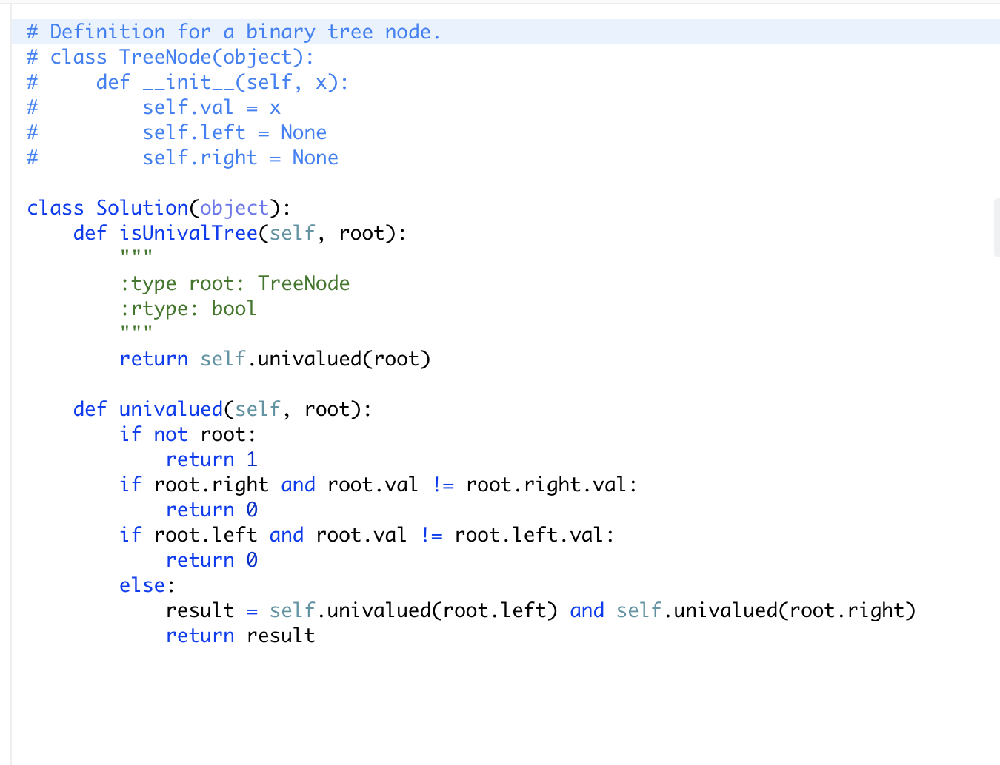 # Definition for a binary tree node.
# class TreeNode(object):
#     def __init__(self, x):
#         self.val = x
#         self.left = None
#         self.right = None

class Solution(object):
    def isUnivalTree(self, root):
        """
        :type root: TreeNode
        :rtype: bool
        """
        return self.univalued(root)

    def univalued(self, root):
        if not root:
            return 1
        if root.right and root.val != root.right.val:
            return 0
        if root.left and root.val != root.left.val:
            return 0
        else:
            result = self.univalued(root.left) and self.univalued(root.right)
            return result